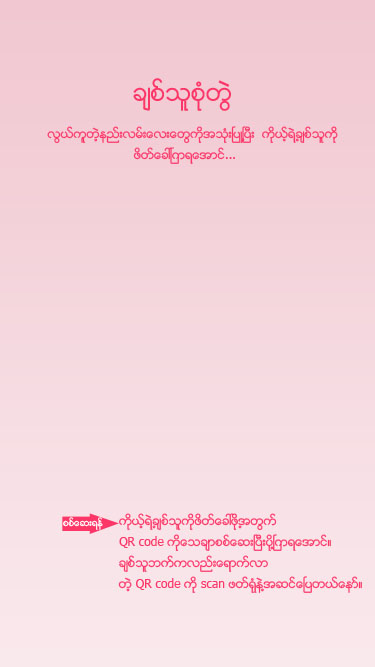 ချစ်သူစုံတွဲ
လွယ်ကူတဲ့နည်းလမ်းလေးတွေကိုအသုံးပြုပြီး ကိုယ့်ရဲ့ချစ်သူကို
ဖိတ်ခေါ်ကြရအောင်...
စစ်ဆေးရန်
ကိုယ့်ရဲ့ချစ်သူကိုဖိတ်ခေါ်ဖို့အတွက်
QR code ကိုသေချာစစ်ဆေးပြီးပို့ကြရအောင်။
ချစ်သူဘက်ကလည်းရောက်လာ
တဲ့ QR code ကို scan ဖတ်ရုံနဲ့အဆင်ပြေတယ်နော်။